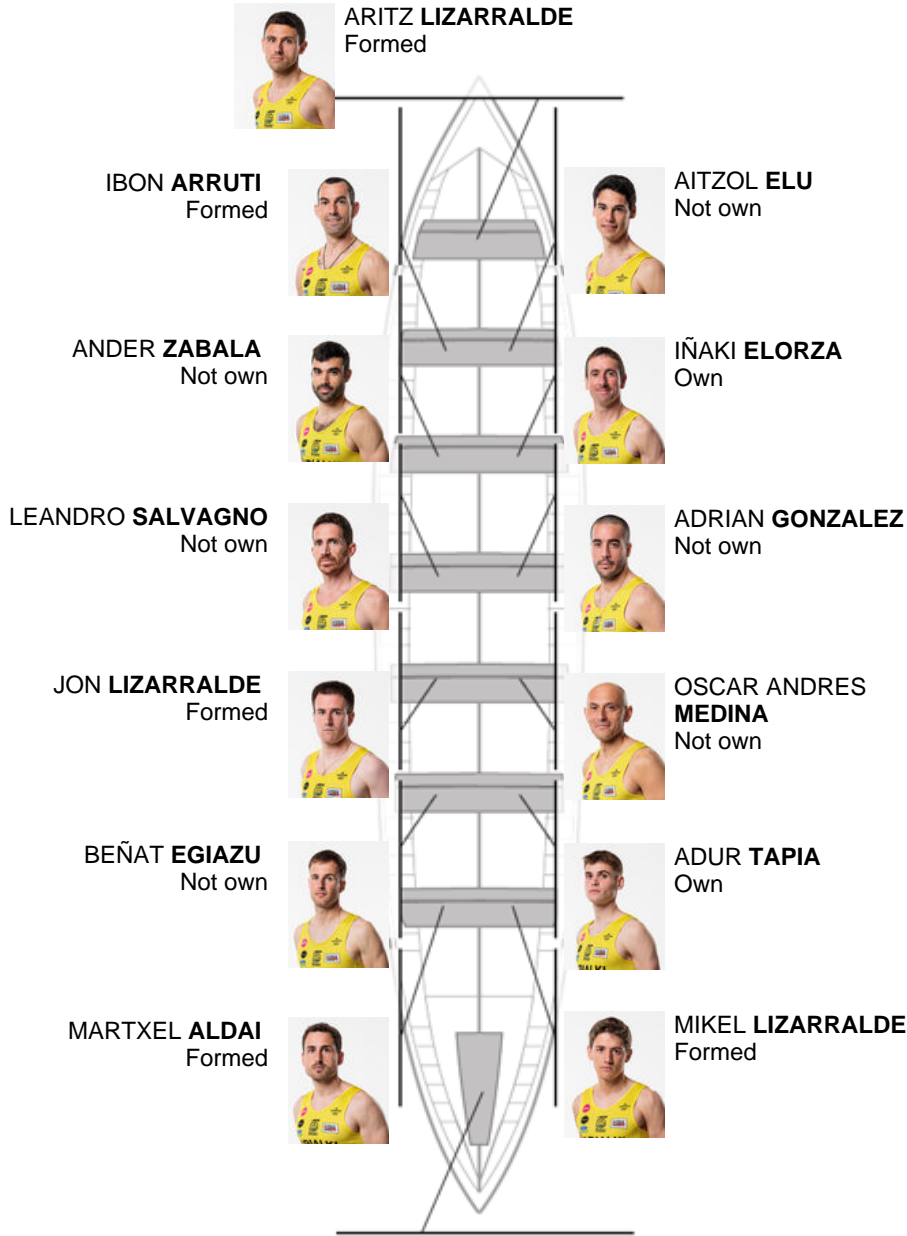 ARITZ LIZARRALDE
Formed
IBON ARRUTI
Formed
AITZOL ELU
Not own
ANDER ZABALA
Not own
IÑAKI ELORZA
Own
LEANDRO SALVAGNO
Not own
ADRIAN GONZALEZ
Not own
JON LIZARRALDE
Formed
OSCAR ANDRES
MEDINA
Not own
BEÑAT EGIAZU
Not own
ADUR TAPIA
Own
MARTXEL ALDAI
Formed
MIKEL LIZARRALDE
Formed